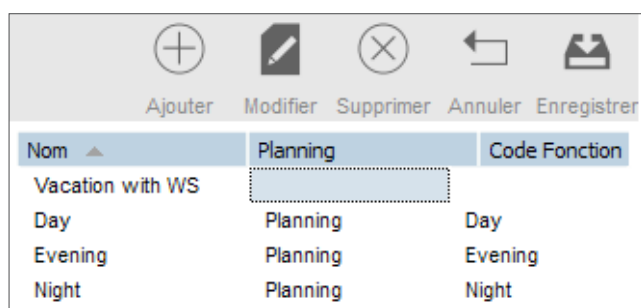 Ajouter Modifier Supprimer Annuler Enregistrer
Nom Planning Code Fonction
Vacation with WS
Day Planning Day
Evening Planning Evening
Night Planning Night